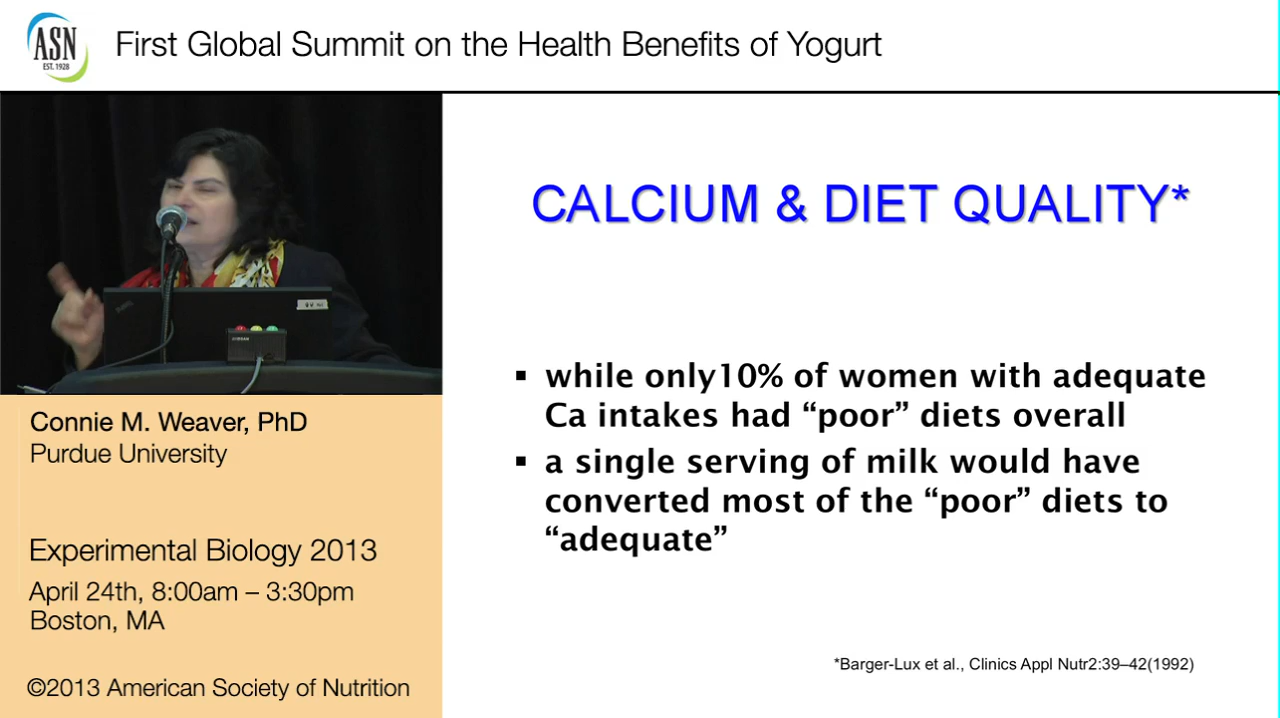 ASN
EST. 1928
First Global Summit on the Health Benefits of Yogurt
CALCIUM & DIET QUALITY*
▪ while only10% of women with adequate
Ca intakes had “poor” diets overall
▪ a single serving of milk would have
converted most of the “poor” diets to
“adequate”
*Barger-Lux et al., Clinics Appl Nutr2:39–42(1992)
Connie M. Weaver, PhD
Purdue University
Experimental Biology 2013
April 24th, 8:00am – 3:30pm
Boston, MA
©2013 American Society of Nutrition